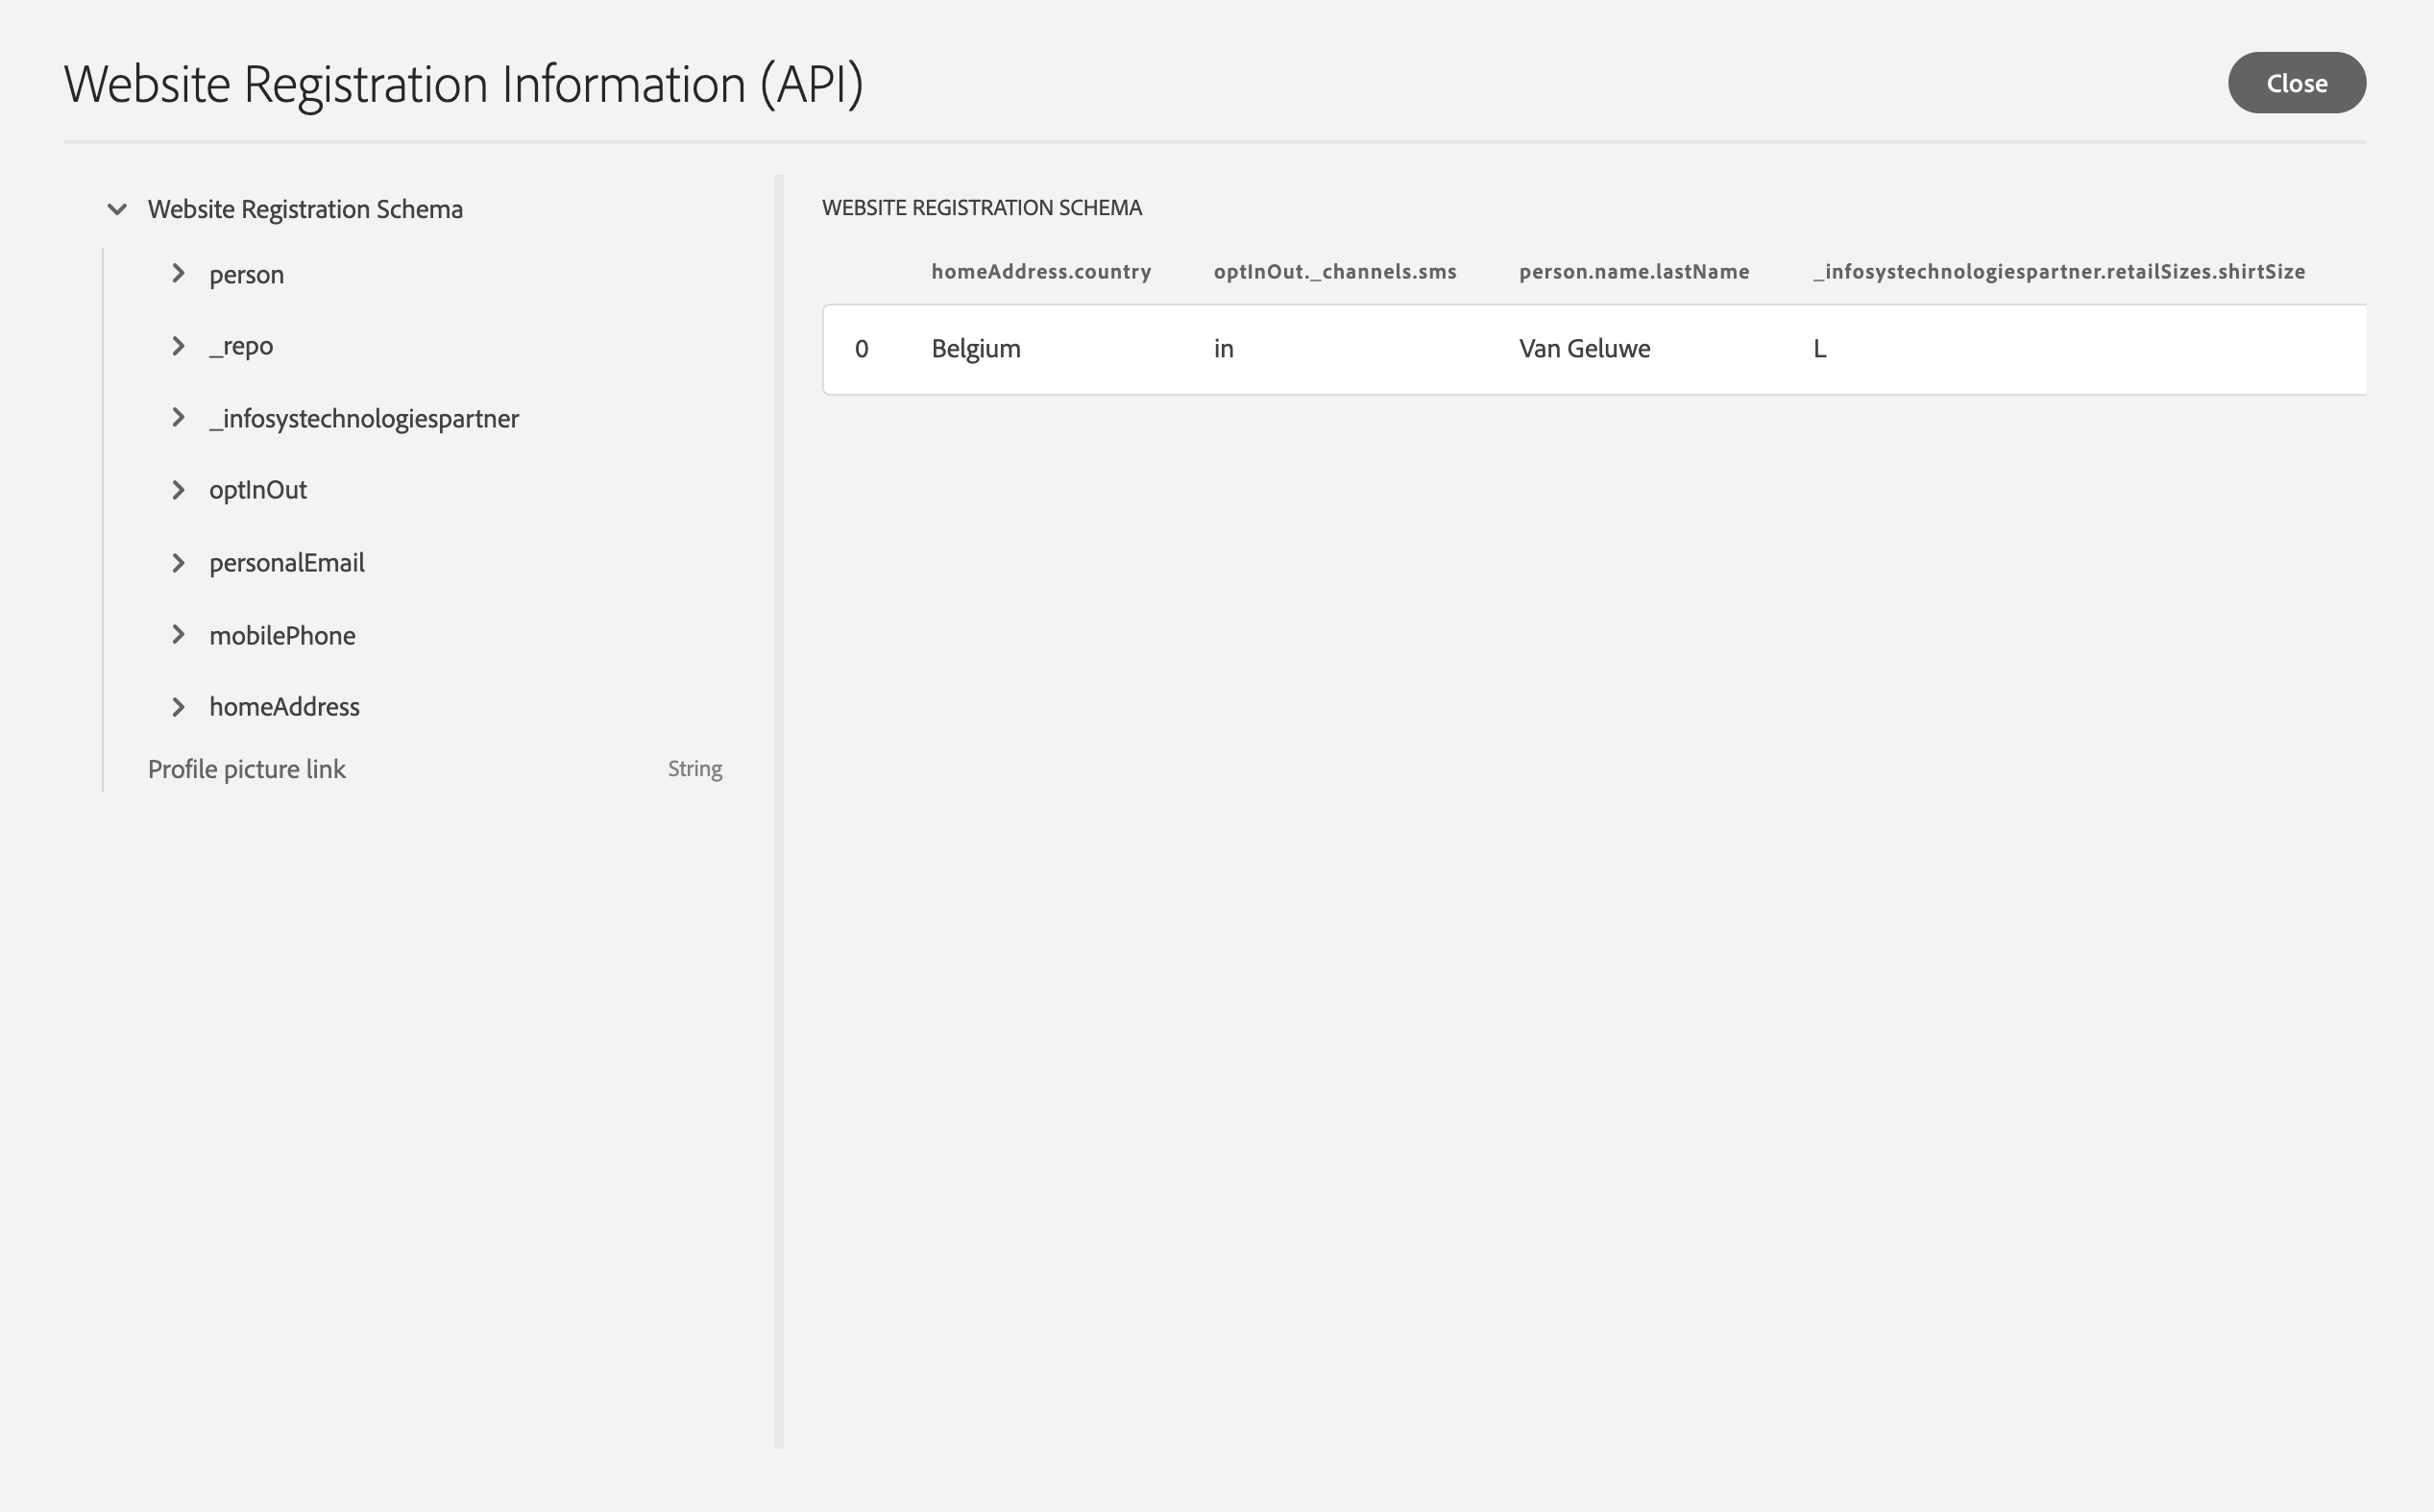 Website Registration Information (API)
Close
Website Registration Schema
person
_repo
_infosystechnologiespartner
optInOut
personalEmail
mobilePhone
homeAddress
Profile picture link String
WEBSITE REGISTRATION SCHEMA
homeAddress.country optInOut._channels.sms person.name.lastName _infosystechnologiespartner.retailSizes.shirtSize
0 Belgium in Van Geluwe L